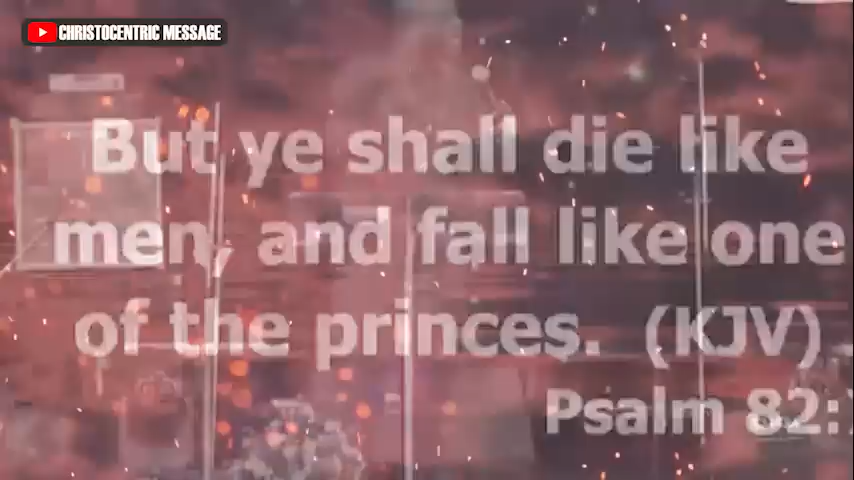 CHRISTOCENTRIC MESSAGE
But ye shall die like
men, and fall like one
of the princes. (KJV)
Psalm 82: